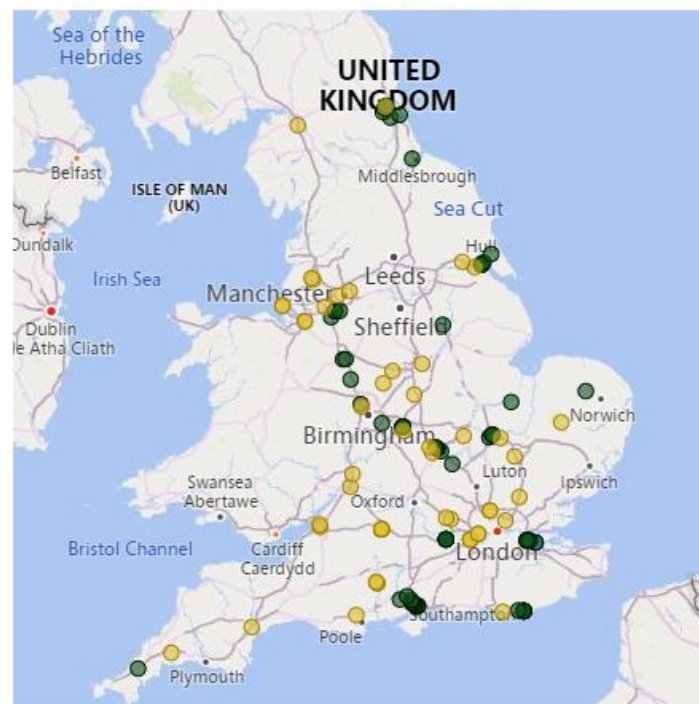 Sea of the
Hebrides
UNITED
KINGDOM
Belfast
Middlesbrough
ISLE OF MAN
(UK)
Sea Cut
Dundalk
Hull
Irish Sea
Leeds
Manchester
Dublin
le Atha Cliath
Sheffield
Norwich
Birmingham
Luton
Ipswich
Swansea
Abertawe
Oxford
Bristol Channel
Cardiff
Caerdydd
London
Southampton
Poole
Plymouth